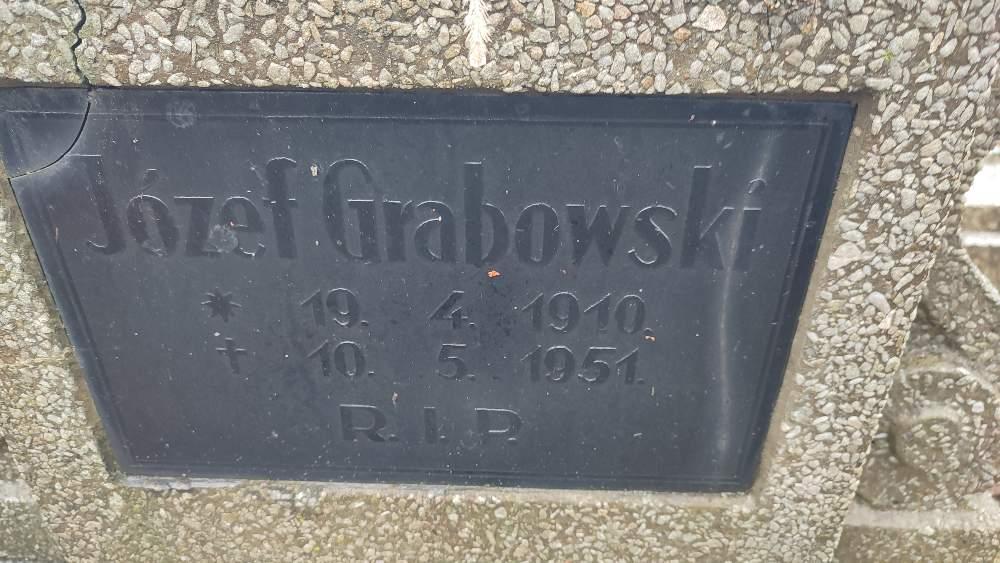 Józef Grabowski
* 19. 4. 1910.
† 10. 5. 1951.
R. I. P.